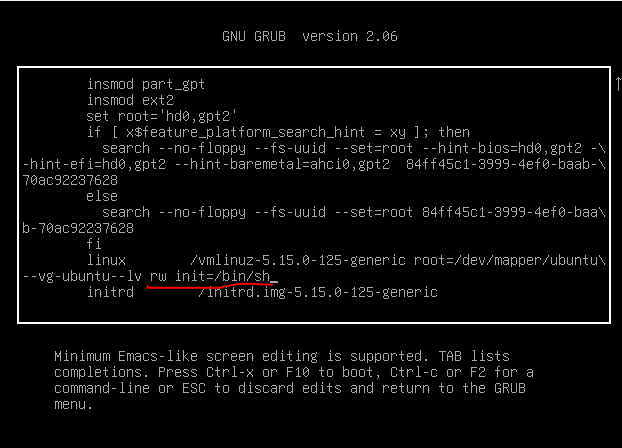 GNU GRUB  version 2.06
insmod part_gpt
insmod ext2
set root='hd0,gpt2'
if [ x$feature_platform_search_hint = xy ]; then
search --no-floppy --fs-uuid --set=root --hint-bios=hd0,gpt2 -\
-hint-efi=hd0,gpt2 --hint-baremetal=ahci0,gpt2  84ff45c1-3999-4ef0-baab-\
70ac92237628
else
search --no-floppy --fs-uuid --set=root 84ff45c1-3999-4ef0-baa\
b-70ac92237628
fi
linux        /vmlinuz-5.15.0-125-generic root=/dev/mapper/ubuntu\
--vg-ubuntu--lv rw init=/bin/sh_
initrd        /initrd.img-5.15.0-125-generic
↑
Minimum Emacs-like screen editing is supported. TAB lists
completions. Press Ctrl-x or F10 to boot, Ctrl-c or F2 for a
command-line or ESC to discard edits and return to the GRUB
menu.